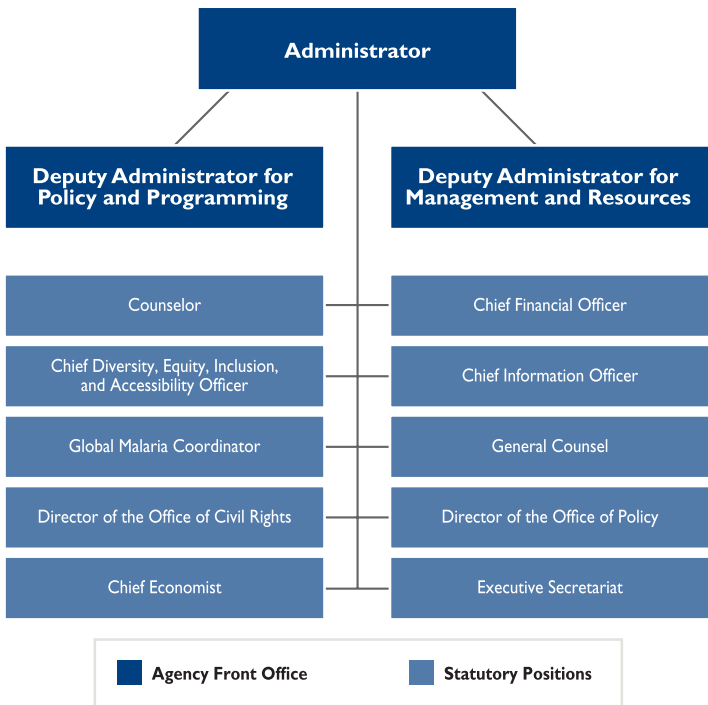 Administrator
Deputy Administrator for
Policy and Programming
Deputy Administrator for
Management and Resources
Counselor
Chief Financial Officer
Chief Diversity, Equity, Inclusion,
and Accessibility Officer
Chief Information Officer
Global Malaria Coordinator
General Counsel
Director of the Office of Civil Rights
Director of the Office of Policy
Chief Economist
Executive Secretariat
Agency Front Office
Statutory Positions